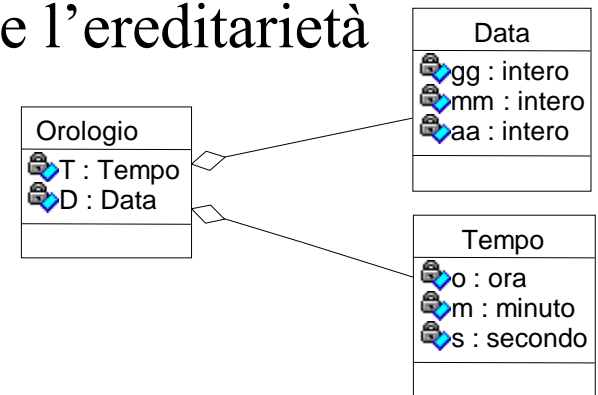 e l’ereditarietà
Data
gg : intero
mm : intero
aa : intero
Orologio
T : Tempo
D : Data
Tempo
o : ora
m : minuto
s : secondo